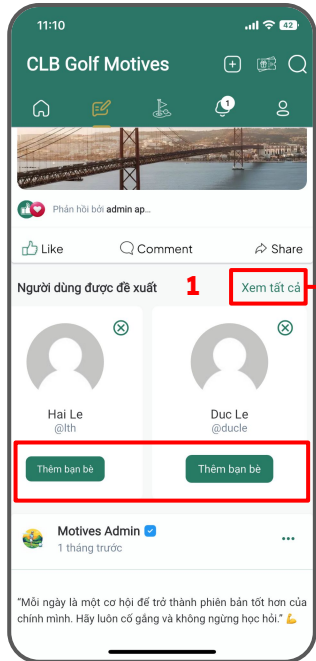 11:10
42
CLB Golf Motives
1
Phản hồi bởi admin ap...
Like Comment Share
Người dùng được đề xuất 1 Xem tất cả
Hai Le Duc Le
@lth @ducle
Thêm bạn bè Thêm bạn bè
Motives Admin
1 tháng trước
"Mỗi ngày là một cơ hội để trở thành phiên bản tốt hơn của
chính mình. Hãy luôn cố gắng và không ngừng học hỏi."